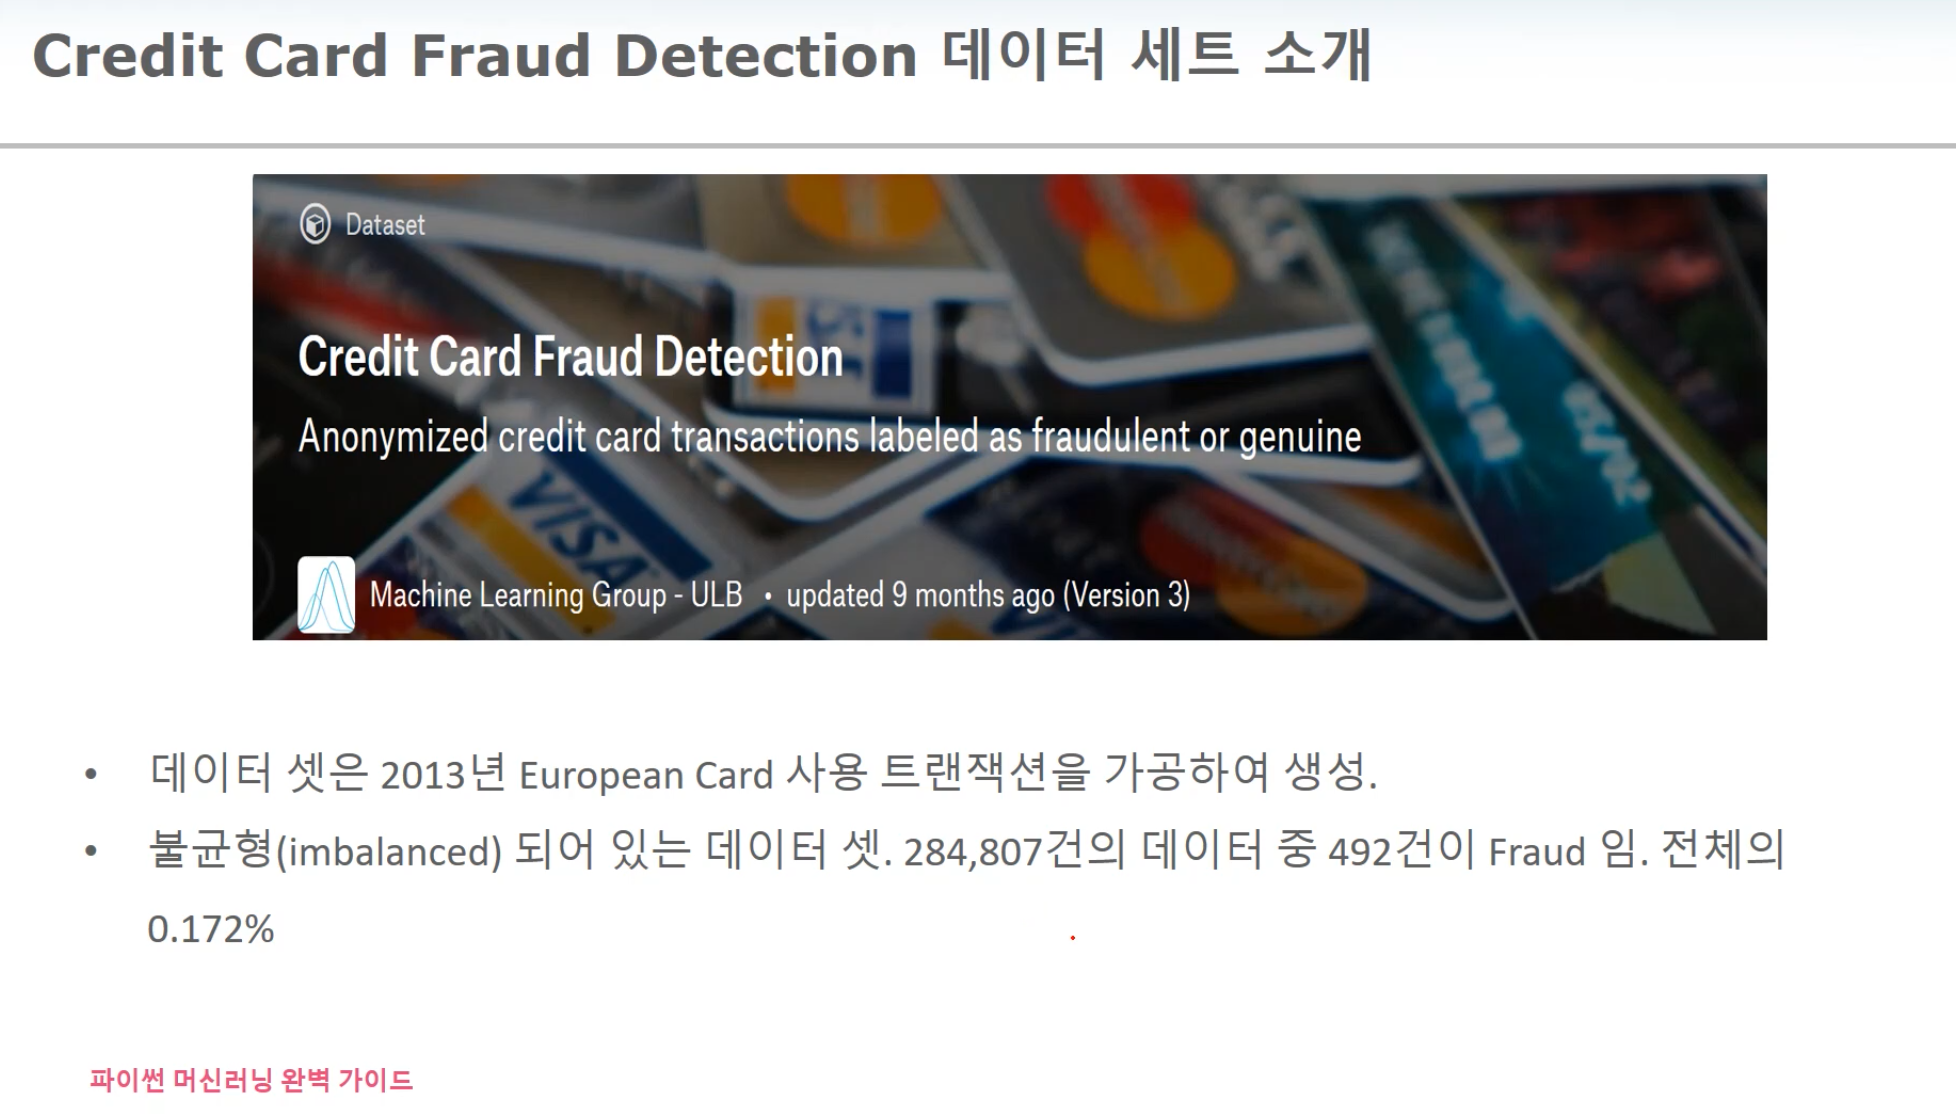 Credit Card Fraud Detection 데이터 세트 소개
Dataset
Credit Card Fraud Detection
Anonymized credit card transactions labeled as fraudulent or genuine
VISA
Machine Learning Group - ULB • updated 9 months ago (Version 3)
• 데이터 셋은 2013년 European Card 사용 트랜잭션을 가공하여 생성.
• 불균형(imbalanced) 되어 있는 데이터 셋. 284,807건의 데이터 중 492건이 Fraud 임. 전체의
0.172%
파이썬 머신러닝 완벽 가이드